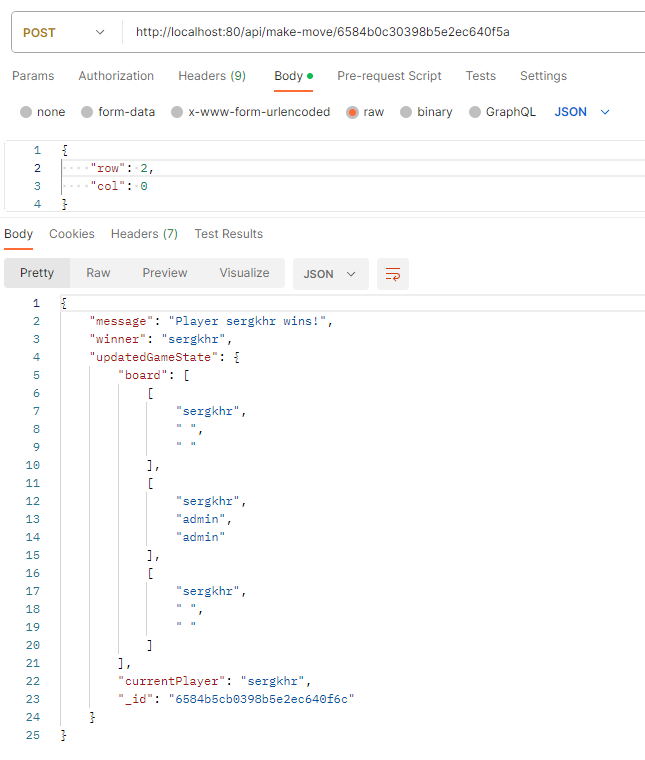 POST http://localhost:80/api/make-move/6584b0c30398b5e2ec640f5a
Params Authorization Headers (9) Body Pre-request Script Tests Settings
none form-data x-www-form-urlencoded raw binary GraphQL JSON
1 {
2 "row": 2,
3 "col": 0
4 }
Body Cookies Headers (7) Test Results
Pretty Raw Preview Visualize JSON
1 {
2 "message": "Player sergkhr wins!",
3 "winner": "sergkhr",
4 "updatedGameState": {
5 "board": [
6 [
7 "sergkhr",
8 " ",
9 " "
10 ],
11 [
12 "sergkhr",
13 "admin",
14 "admin"
15 ],
16 [
17 "sergkhr",
18 " ",
19 " "
20 ]
21 ],
22 "currentPlayer": "sergkhr",
23 "_id": "6584b5cb0398b5e2ec640f6c"
24 }
25 }